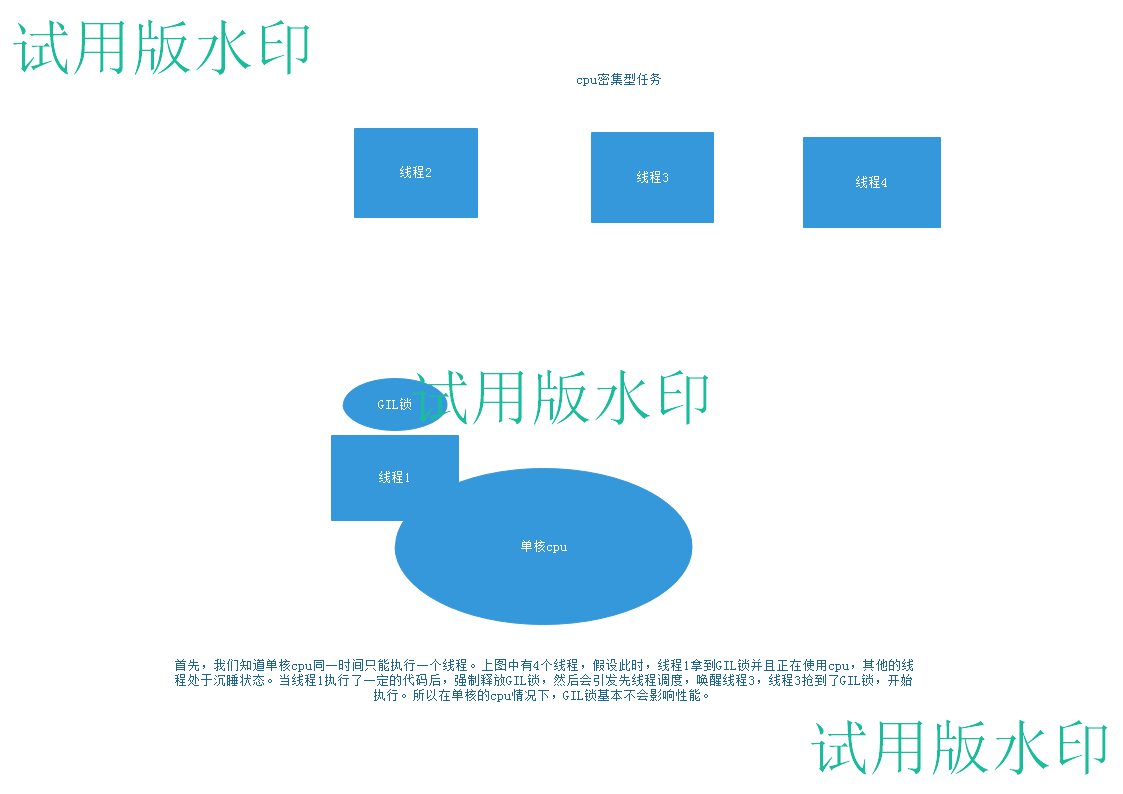 试用版水印
cpu密集型任务
线程2
线程3
线程4
试用版水印
GIL锁
线程1
单核cpu
首先，我们知道单核cpu同一时间只能执行一个线程。上图中有4个线程，假设此时，线程1拿到GIL锁并且正在使用cpu，其他的线
程处于沉睡状态。当线程1执行了一定的代码后，强制释放GIL锁，然后会引发先线程调度，唤醒线程3，线程3抢到了GIL锁，开始
执行。所以在单核的cpu情况下，GIL锁基本不会影响性能。
试用版水印